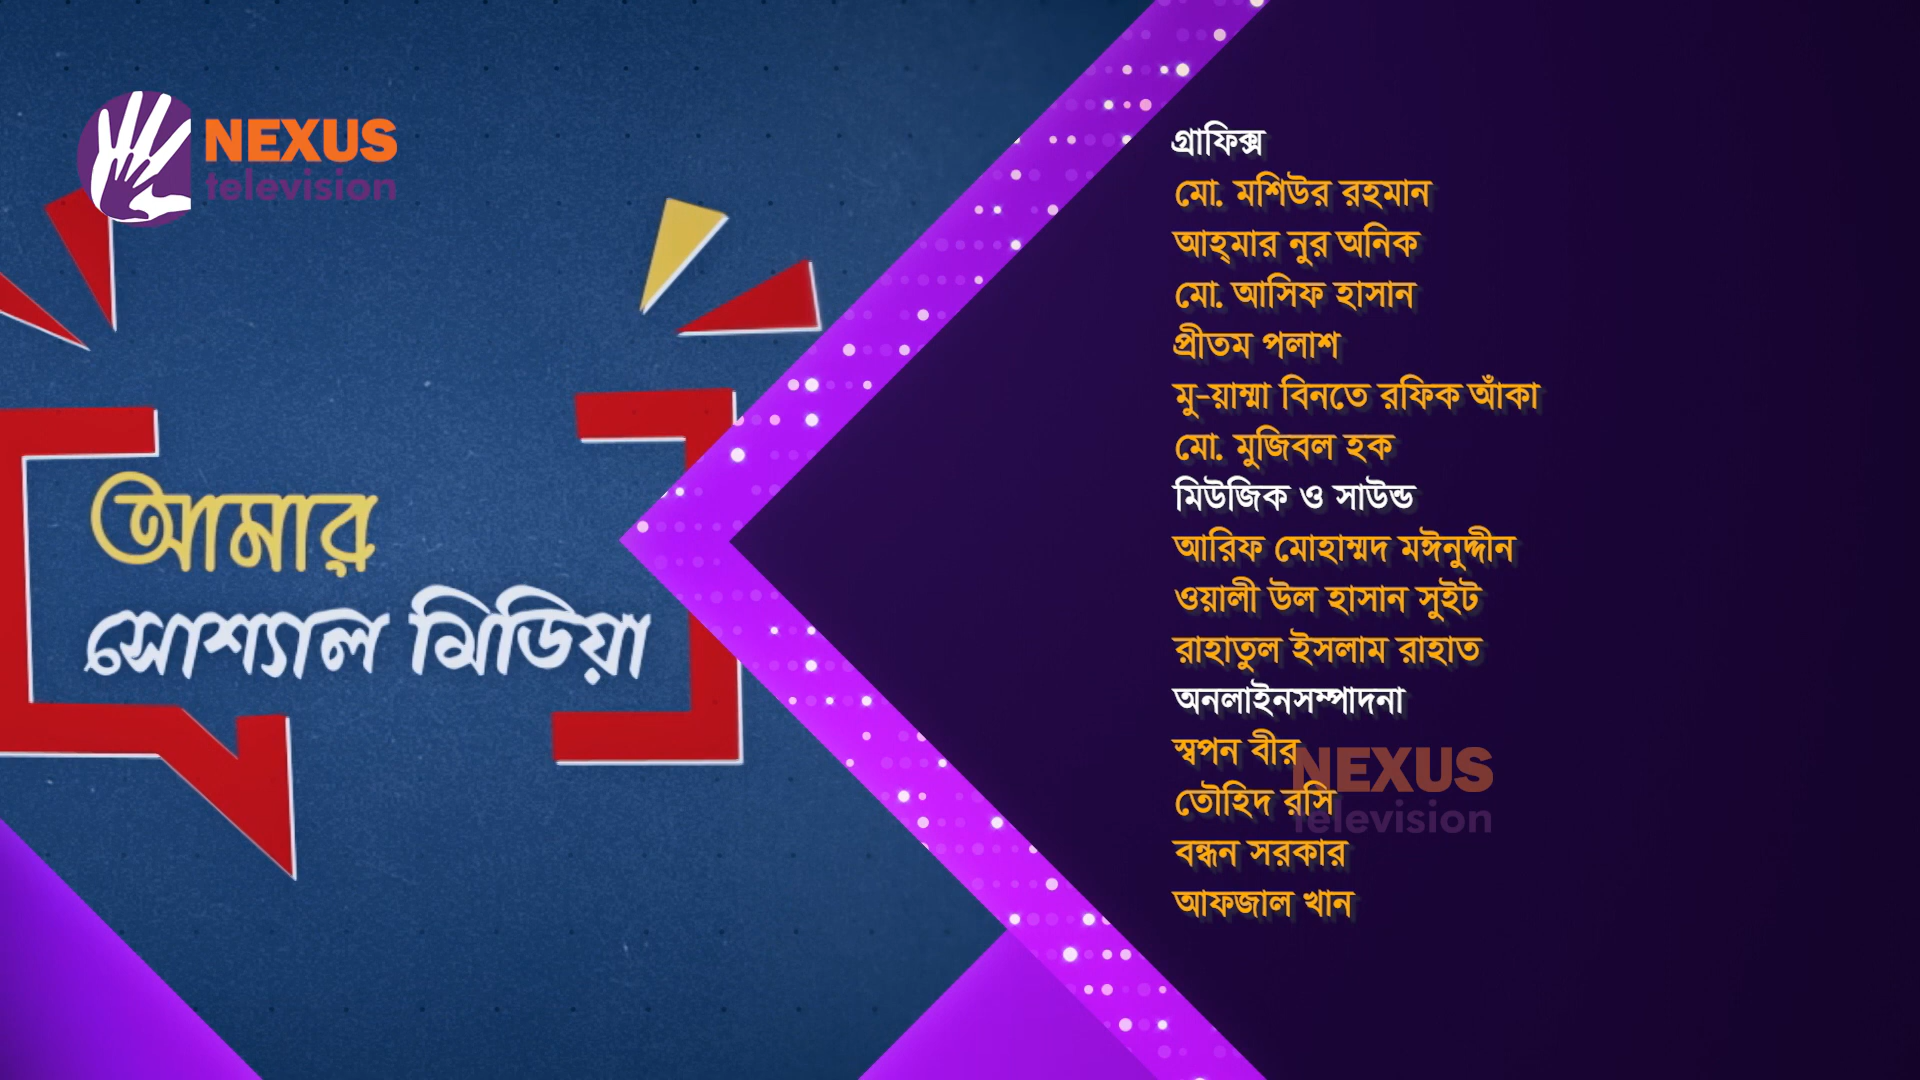 NEXUS
television
আমার
সোশ্যাল মিডিয়া
গ্রাফিক্স
মো. মশিউর রহমান
আহ্‌মার নুর অনিক
মো. আসিফ হাসান
প্রীতম পলাশ
মু-য়াম্মা বিনতে রফিক আঁকা
মো. মুজিবল হক
মিউজিক ও সাউন্ড
আরিফ মোহাম্মদ মঈনুদ্দীন
ওয়ালী উল হাসান সুইট
রাহাতুল ইসলাম রাহাত
অনলাইনসম্পাদনা
স্বপন বীর
তৌহিদ রসি
বন্ধন সরকার
আফজাল খান
NEXUS
television